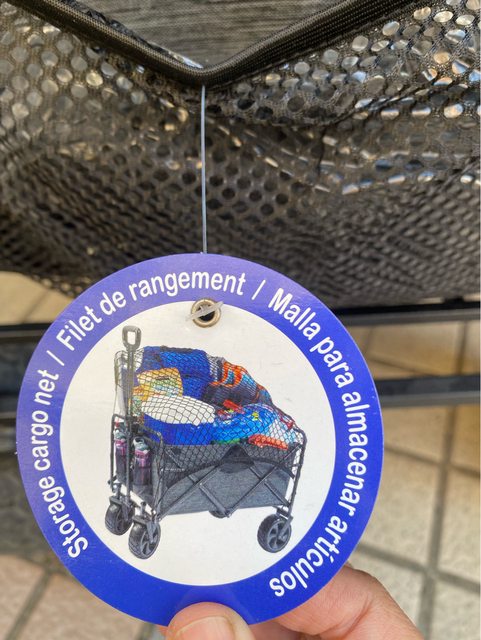 Storage cargo net / Filet de rangement / Malla para almacenar artículos